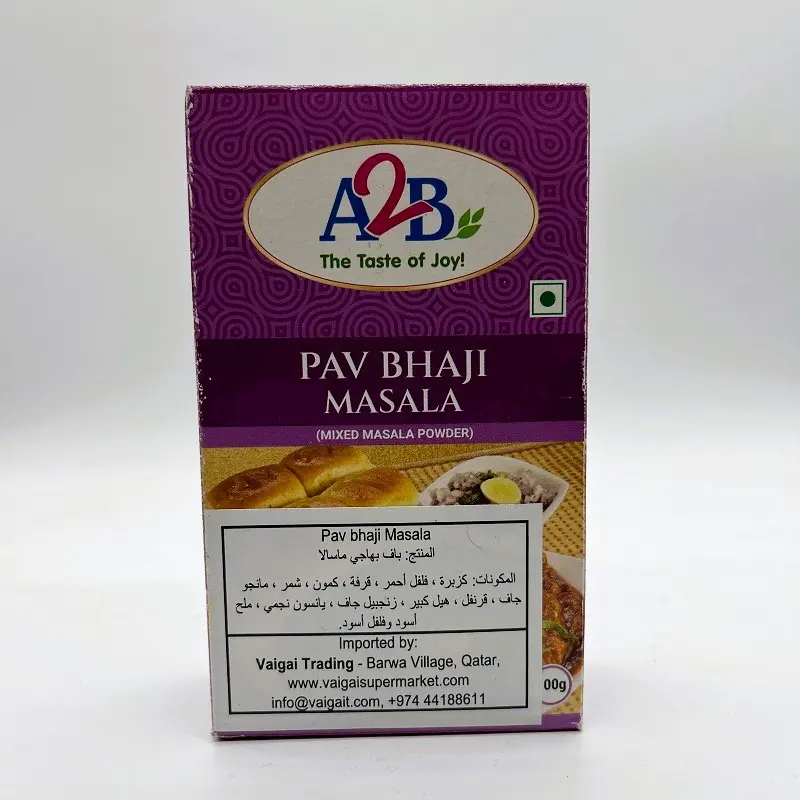 A2B
The Taste of Joy!
PAV BHAJI
MASALA
(MIXED MASALA POWDER)
Pav bhaji Masala
المنتج: باف بهاجي ماسالا
المكونات: كزبرة ، فلفل أحمر ، قرفة ، كمون ، شمر ، مانجو
جاف ، قرنفل ، هيل كبير ، زنجبيل جاف ، يانسون نجمي ، ملح
أسود وفلفل أسود.
Imported by:
Vaigai Trading - Barwa Village, Qatar,
www.vaigaisupermarket.com
info@vaigait.com, +974 44188611
00g